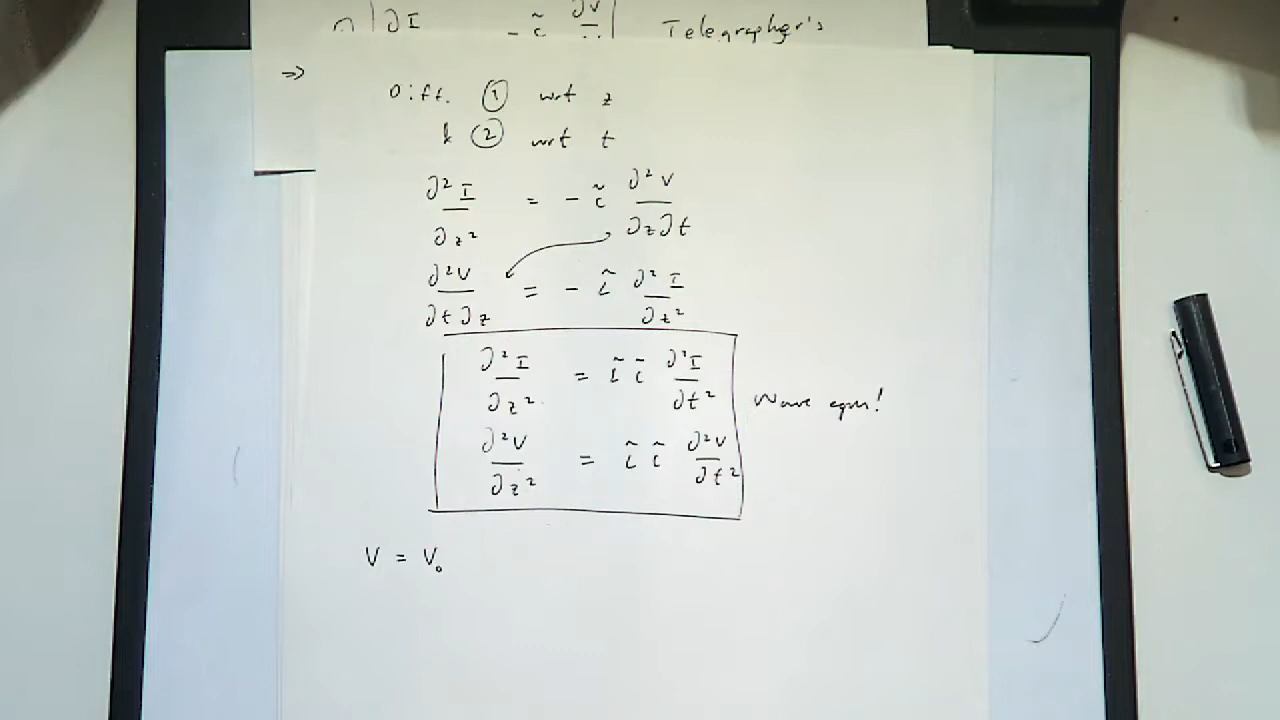 ∂I - c̃ ∂V Telegrapher's
⇒
Diff. ① wrt z
& ② wrt t
∂²I/∂z² = - c̃ ∂²V/∂z∂t
∂²V/∂t∂z = - l̃ ∂²I/∂t²
∂²I/∂z² = l̃ c̃ ∂²I/∂t²
Wave eqn!
∂²V/∂z² = l̃ c̃ ∂²V/∂t²
V = V₀